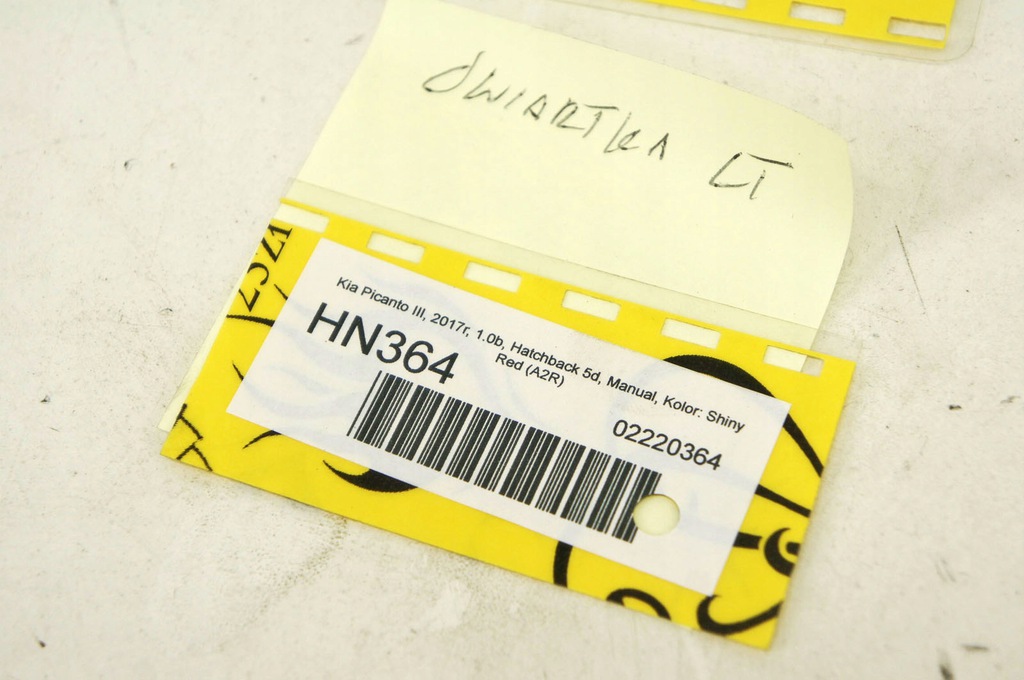 ĆWIARTKA LT
Kia Picanto III, 2017r, 1.0b, Hatchback 5d, Manual, Kolor: Shiny
Red (A2R)
HN364
02220364